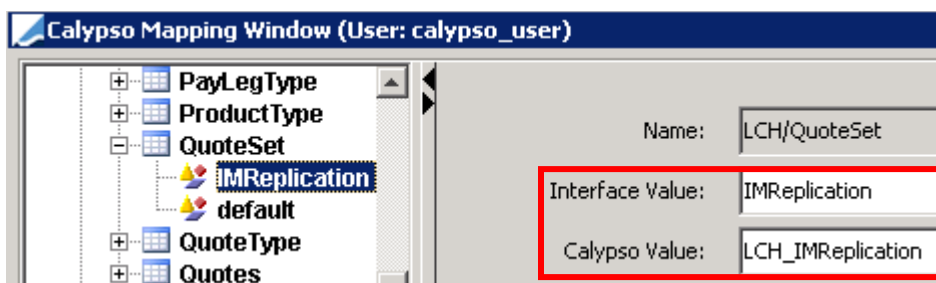 Calypso Mapping Window (User: calypso_user)
PayLegType
ProductType
QuoteSet
IMReplication
default
QuoteType
Quotes
Name: LCH/QuoteSet
Interface Value: IMReplication
Calypso Value: LCH_IMReplication